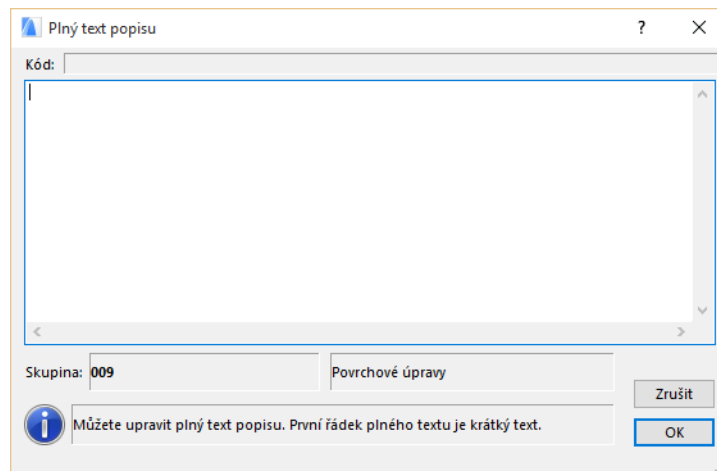 Plný text popisu
Kód:
Skupina: 009 Povrchové úpravy
Zrušit
Můžete upravit plný text popisu. První řádek plného textu je krátký text.
OK